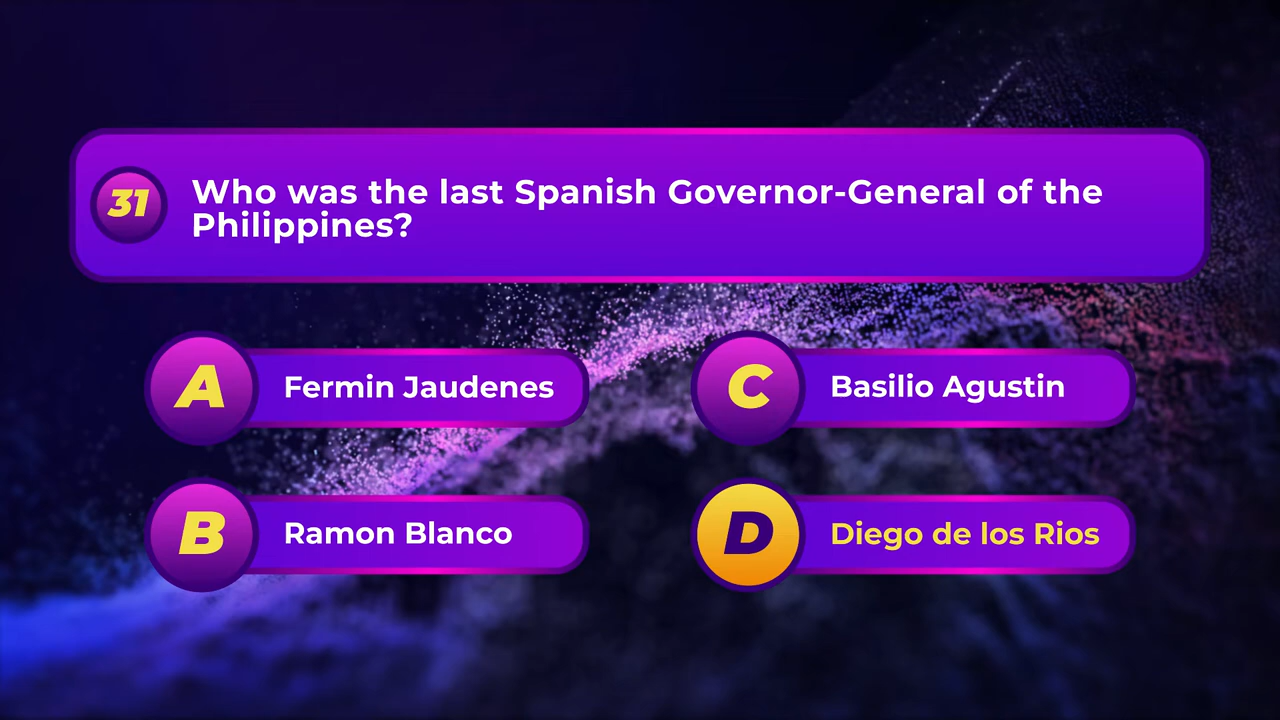 31
Who was the last Spanish Governor-General of the
Philippines?
A
Fermin Jaudenes
B
Ramon Blanco
C
Basilio Agustin
D
Diego de los Rios